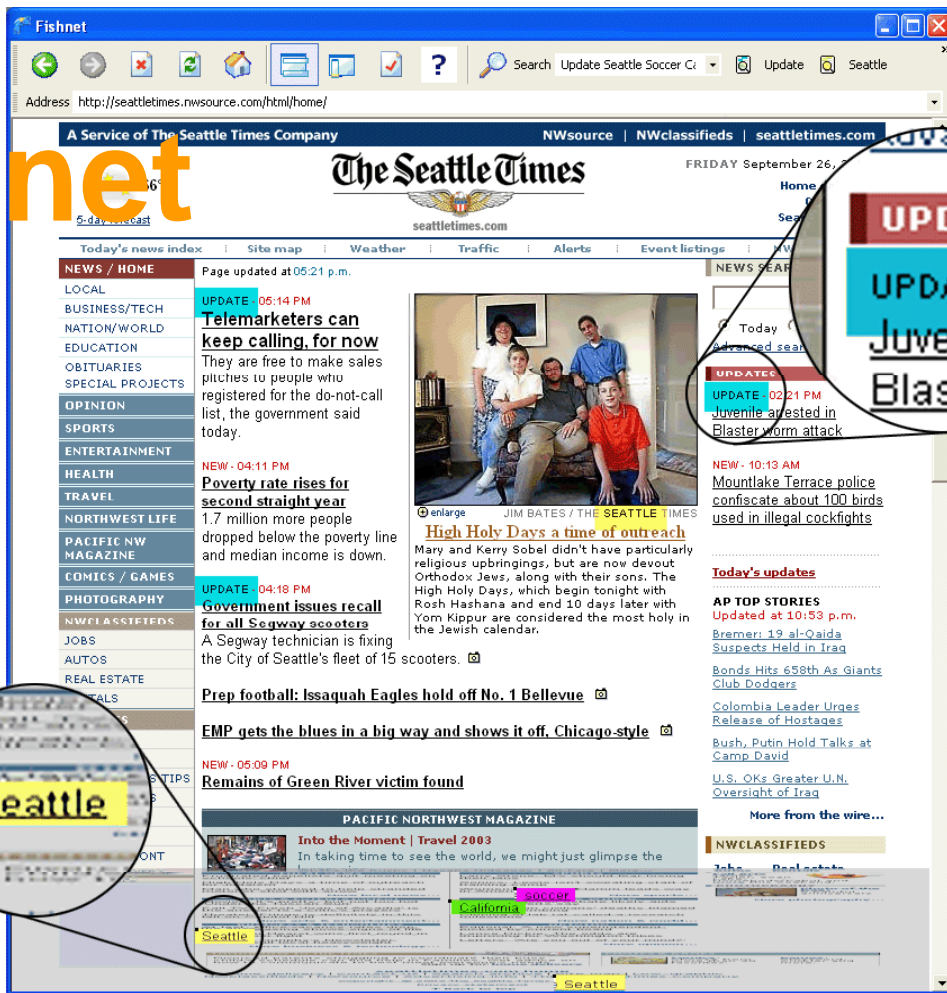 Fishnet
Search Update Seattle Soccer Ca Update Seattle
Address http://seattletimes.nwsource.com/html/home/
A Service of The Seattle Times Company NWsource | NWclassifieds | seattletimes.com
net
The Seattle Times
seattletimes.com
FRIDAY September 26,
Home
5-day forecast
Today's news index Site map Weather Traffic Alerts Event listings
NEWS / HOME
LOCAL
BUSINESS/TECH
NATION/WORLD
EDUCATION
OBITUARIES
SPECIAL PROJECTS
OPINION
SPORTS
ENTERTAINMENT
HEALTH
TRAVEL
NORTHWEST LIFE
PACIFIC NW
MAGAZINE
COMICS / GAMES
PHOTOGRAPHY
NWCLASSIFIEDS
JOBS
AUTOS
REAL ESTATE
TIPS
Seattle
Page updated at 05:21 p.m.
UPDATE - 05:14 PM
Telemarketers can
keep calling, for now
They are free to make sales
pitches to people who
registered for the do-not-call
list, the government said
today.
NEW - 04:11 PM
Poverty rate rises for
second straight year
1.7 million more people
dropped below the poverty line
and median income is down.
UPDATE - 04:18 PM
Government issues recall
for all Segway scooters
A Segway technician is fixing
the City of Seattle's fleet of 15 scooters.
enlarge JIM BATES / THE SEATTLE TIMES
High Holy Days a time of outreach
Mary and Kerry Sobel didn't have particularly
religious upbringings, but are now devout
Orthodox Jews, along with their sons. The
High Holy Days, which begin tonight with
Rosh Hashana and end 10 days later with
Yom Kippur are considered the most holy in
the Jewish calendar.
Prep football: Issaquah Eagles hold off No. 1 Bellevue
EMP gets the blues in a big way and shows it off, Chicago-style
NEW - 05:09 PM
Remains of Green River victim found
PACIFIC NORTHWEST MAGAZINE
Into the Moment | Travel 2003
In taking time to see the world, we might just glimpse the
NEWS SEAR
Today
Advanced sear
UPDATES
UPDATE - 02:21 PM
Juvenile arrested in
Blaster worm attack
NEW - 10:13 AM
Mountlake Terrace police
confiscate about 100 birds
used in illegal cockfights
Today's updates
AP TOP STORIES
Updated at 10:53 p.m.
Bremer: 19 al-Qaida
Suspects Held in Iraq
Bonds Hits 658th As Giants
Club Dodgers
Colombia Leader Urges
Release of Hostages
Bush, Putin Hold Talks at
Camp David
U.S. OKs Greater U.N.
Oversight of Iraq
More from the wire...
NWCLASSIFIEDS
Jobs Real estate
UPD
UPDA
Juve
Blas
soccer
California
Seattle
Seattle